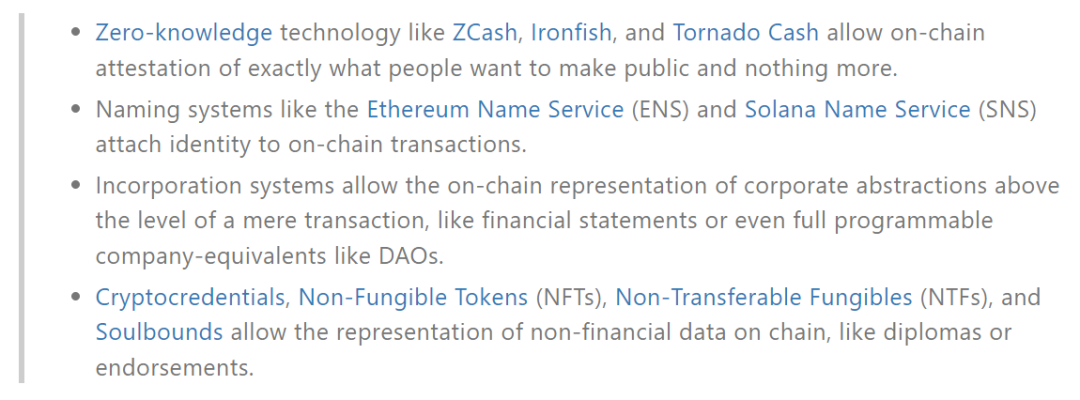 • Zero-knowledge technology like ZCash, Ironfish, and Tornado Cash allow on-chain
attestation of exactly what people want to make public and nothing more.
• Naming systems like the Ethereum Name Service (ENS) and Solana Name Service (SNS)
attach identity to on-chain transactions.
• Incorporation systems allow the on-chain representation of corporate abstractions above
the level of a mere transaction, like financial statements or even full programmable
company-equivalents like DAOs.
• Cryptocredentials, Non-Fungible Tokens (NFTs), Non-Transferable Fungibles (NTFs), and
Soulbounds allow the representation of non-financial data on chain, like diplomas or
endorsements.